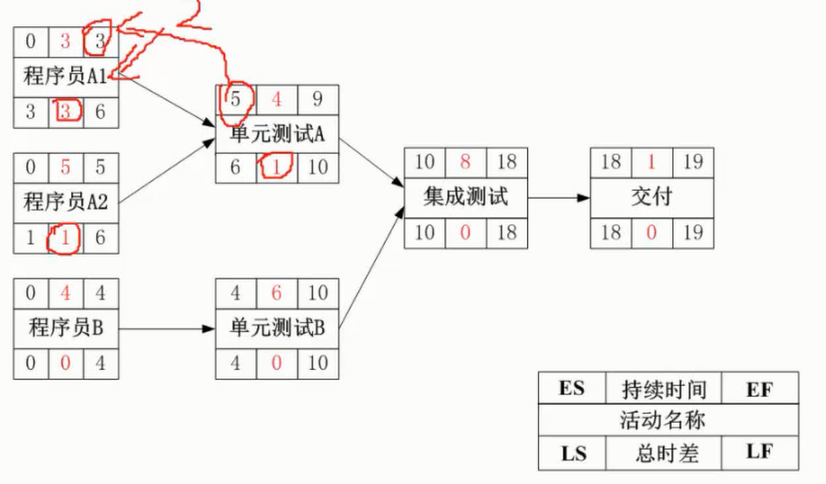 2
0 3 3
程序员A1
3 3 6
5 4 9
单元测试A
6 1 10
0 5 5
程序员A2
1 1 6
10 8 18
集成测试
10 0 18
18 1 19
交付
18 0 19
0 4 4
程序员B
0 0 4
4 6 10
单元测试B
4 0 10
ES 持续时间 EF
活动名称
LS 总时差 LF